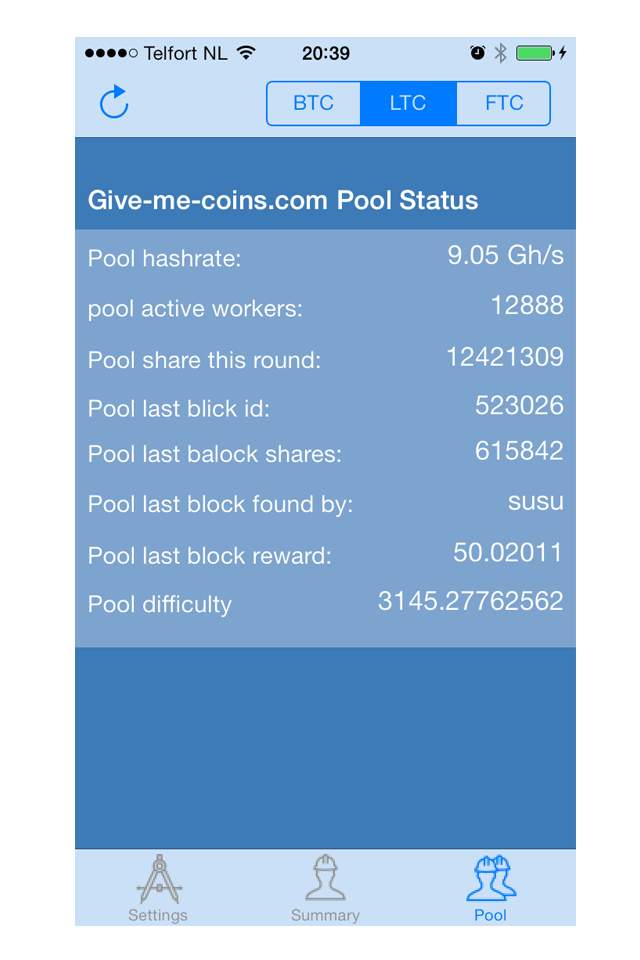 Telfort NL 20:39
BTC LTC FTC
Give-me-coins.com Pool Status
Pool hashrate: 9.05 Gh/s
pool active workers: 12888
Pool share this round: 12421309
Pool last blick id: 523026
Pool last balock shares: 615842
Pool last block found by: susu
Pool last block reward: 50.02011
Pool difficulty 3145.27762562
Settings Summary Pool